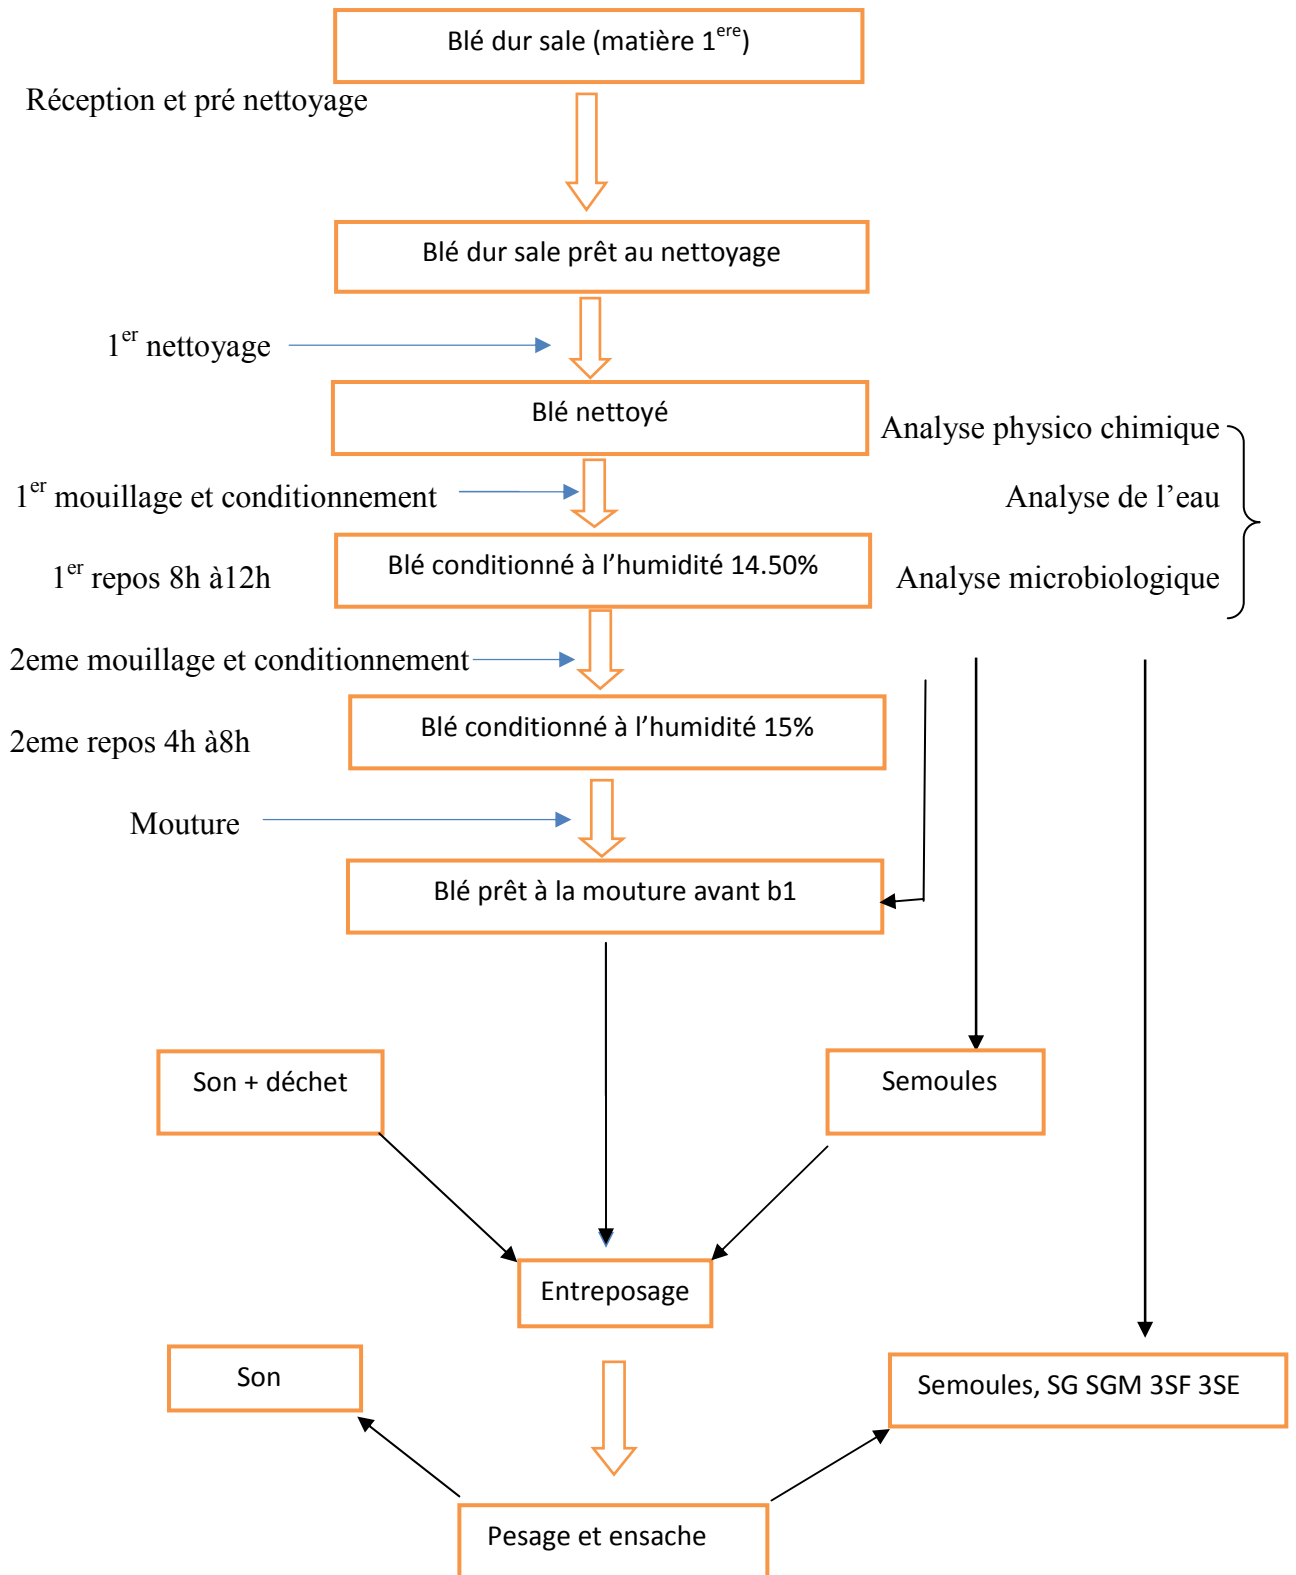 Blé dur sale (matière 1ere)
Réception et pré nettoyage
Blé dur sale prêt au nettoyage
1er nettoyage
Blé nettoyé
Analyse physico chimique
1er mouillage et conditionnement
Analyse de l’eau
Blé conditionné à l’humidité 14.50%
1er repos 8h à12h
Analyse microbiologique
2eme mouillage et conditionnement
Blé conditionné à l’humidité 15%
2eme repos 4h à8h
Mouture
Blé prêt à la mouture avant b1
Son + déchet
Semoules
Entreposage
Son
Semoules, SG SGM 3SF 3SE
Pesage et ensache